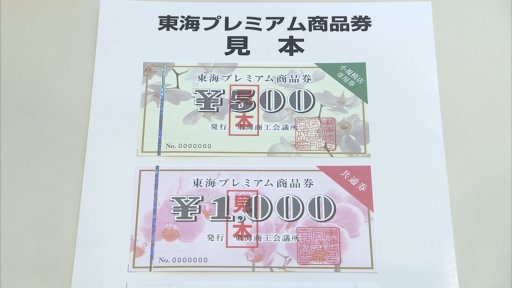 東海プレミアム商品券
見本
東海プレミアム商品券
小規模店
専用券
¥500
見本
発行 東海商工会議所
No.0000000
東海プレミアム商品券
共通券
¥1,000
見本
発行 東海商工会議所
No.0000000